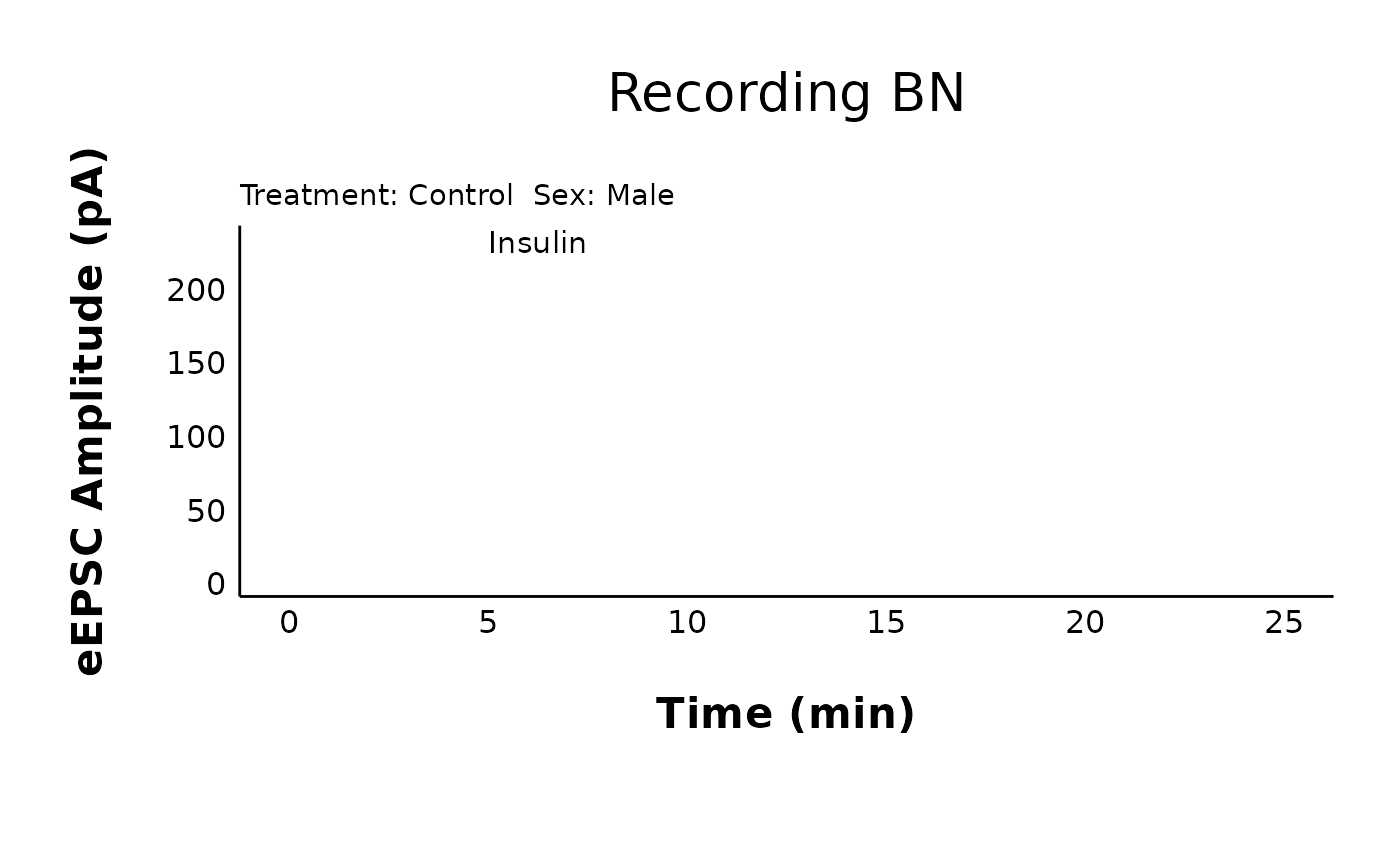 Recording BN
Treatment: Control  Sex: Male
Insulin
eEPSC Amplitude (pA)
200
150
100
50
0
0 5 10 15 20 25
Time (min)